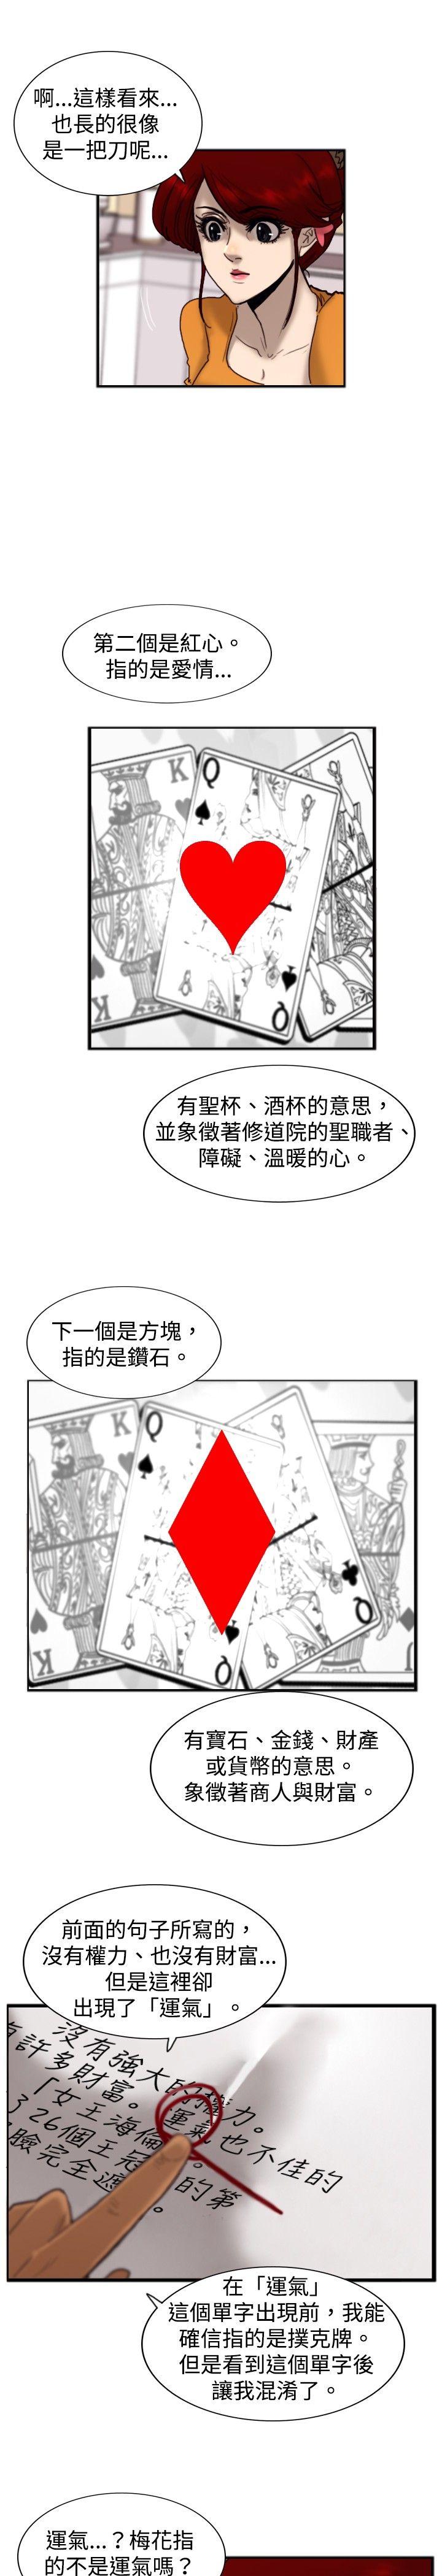 啊...這樣看來...
也長的很像
是一把刀呢...
第二個是紅心。
指的是愛情...
K
Q
Q
有聖杯、酒杯的意思，
並象徵著修道院的聖職者、
障礙、溫暖的心。
下一個是方塊，
指的是鑽石。
K
Q
Q
K
有寶石、金錢、財產
或貨幣的意思。
象徵著商人與財富。
前面的句子所寫的，
沒有權力、也沒有財富...
但是這裡卻
出現了「運氣」。
沒有強大的權力。
有許多財富。運氣也不佳的
「女王海倫
326個王冠 的第
臉完全遮 。
在「運氣」
這個單字出現前，我能
確信指的是撲克牌。
但是看到這個單字後
讓我混淆了。
運氣...？梅花指
的不是運氣嗎？